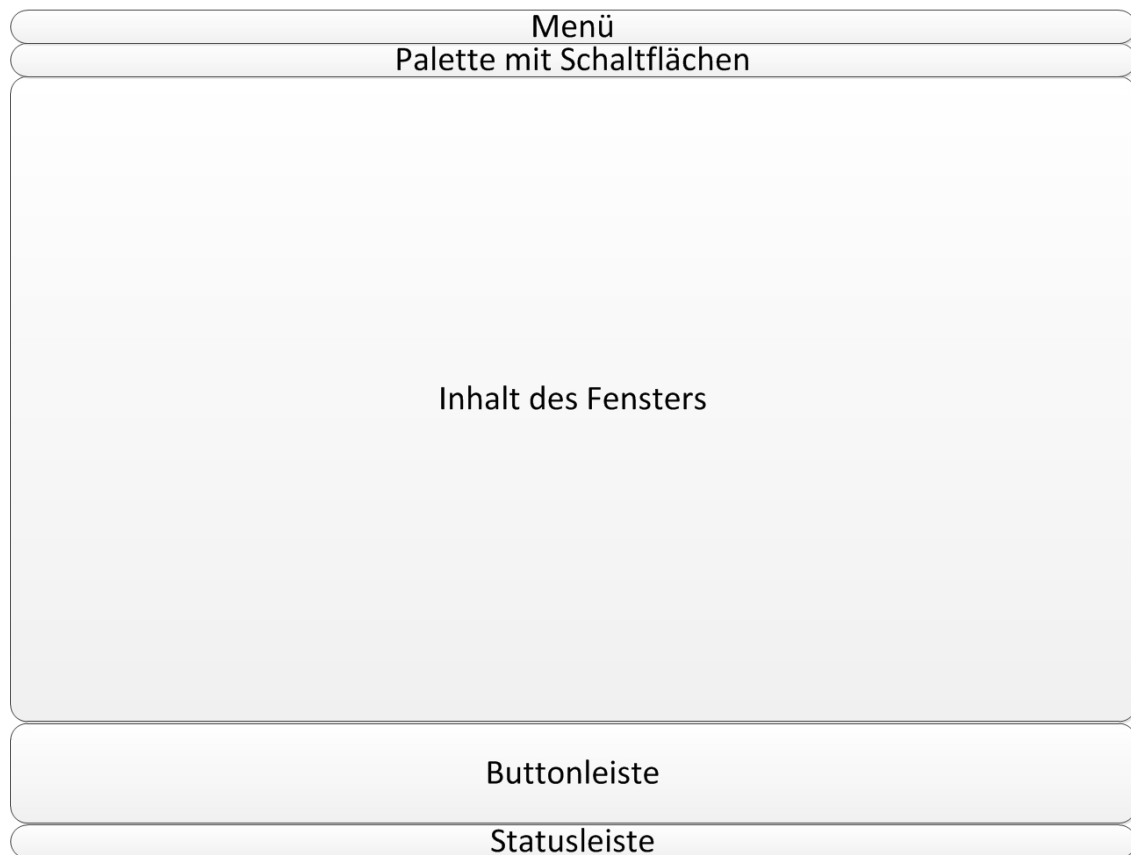 Menü
Palette mit Schaltflächen
Inhalt des Fensters
Buttonleiste
Statusleiste